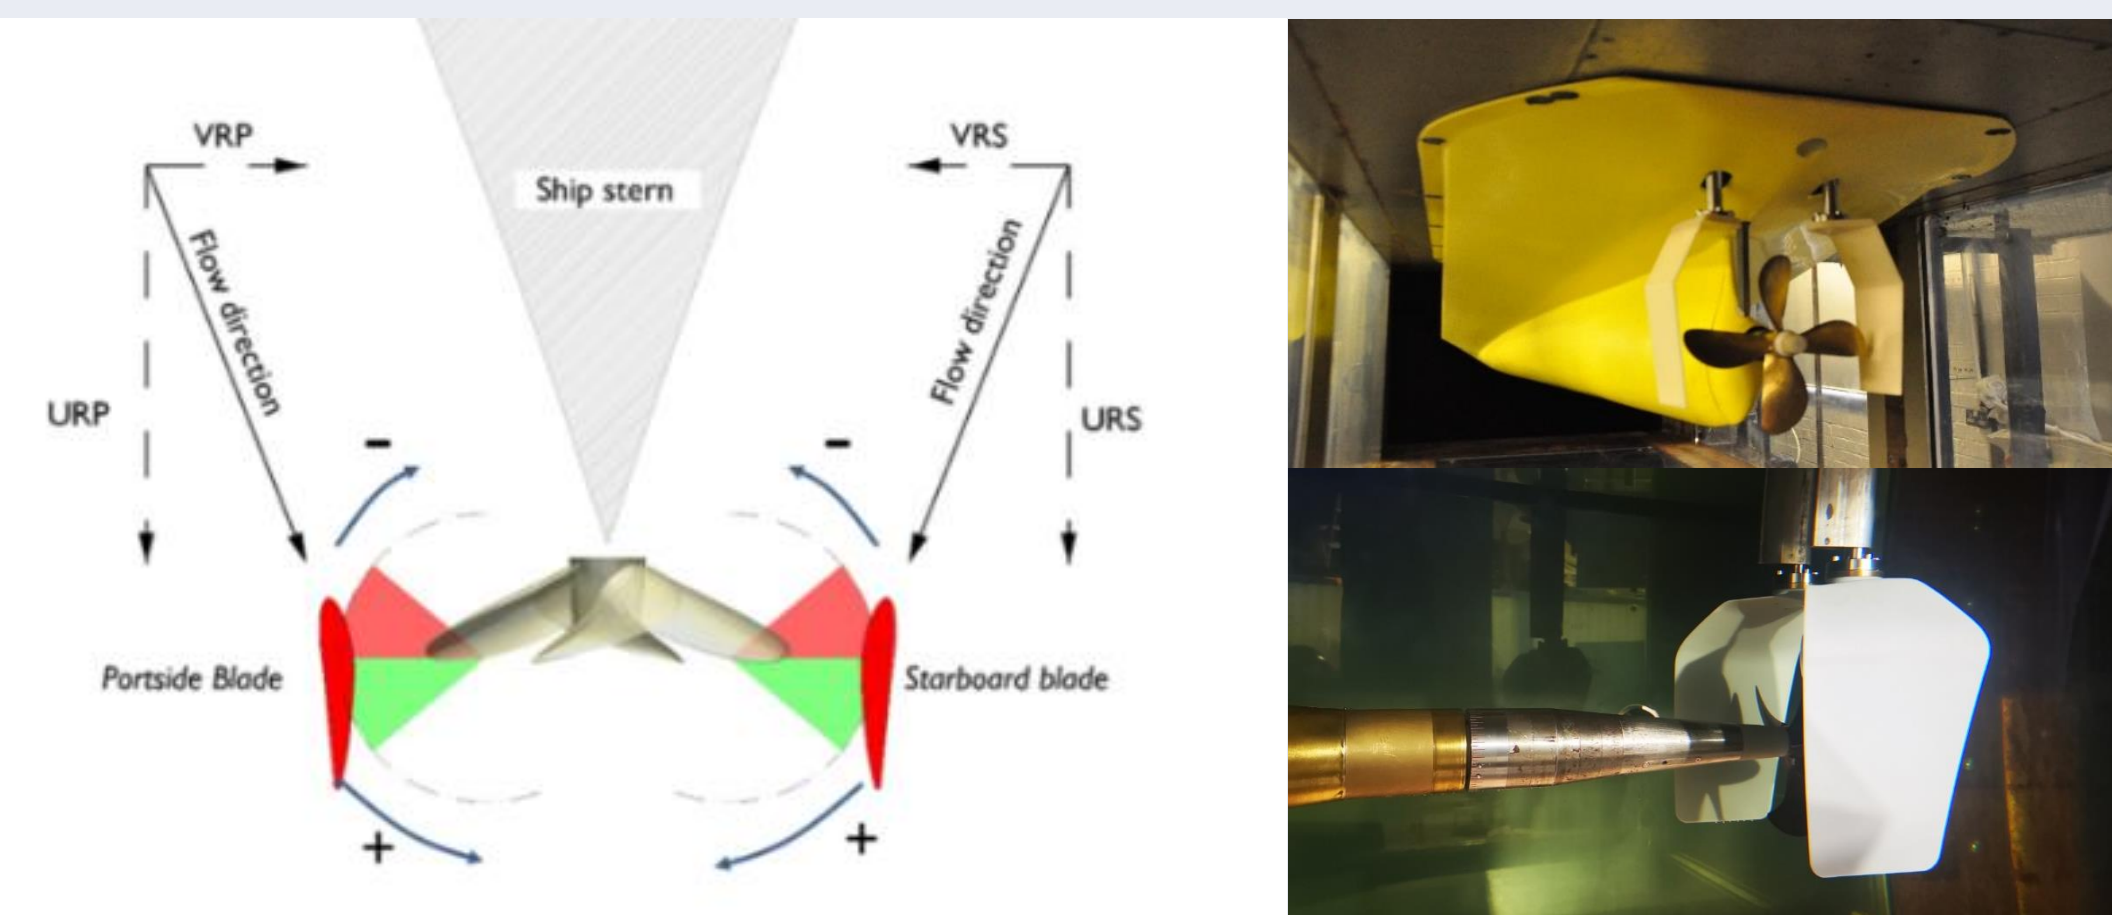 VRP
VRS
Ship stern
Flow direction
Flow direction
URP
URS
-
-
Portside Blade
Starboard blade
+
+